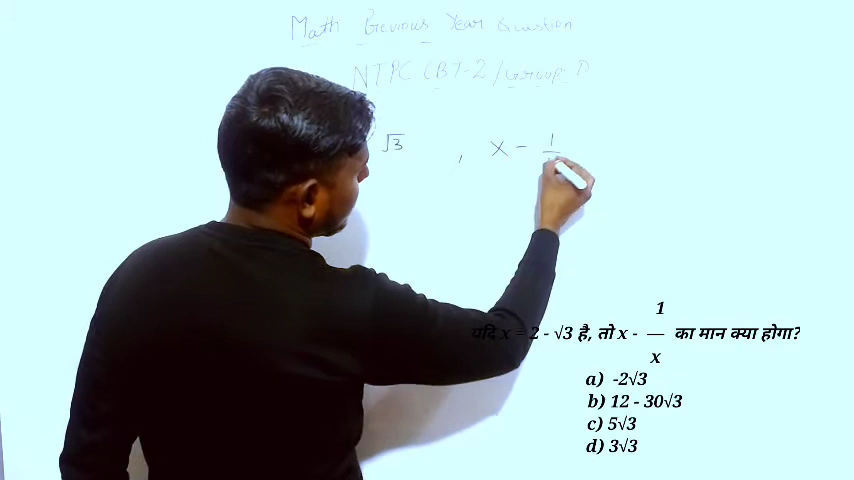 Math Previous Year Question
NTPC CBT-2 / Group D
√3 , x - 1
यदि x = 2 - √3 है, तो x - 1/x का मान क्या होगा?
a) -2√3
b) 12 - 30√3
c) 5√3
d) 3√3